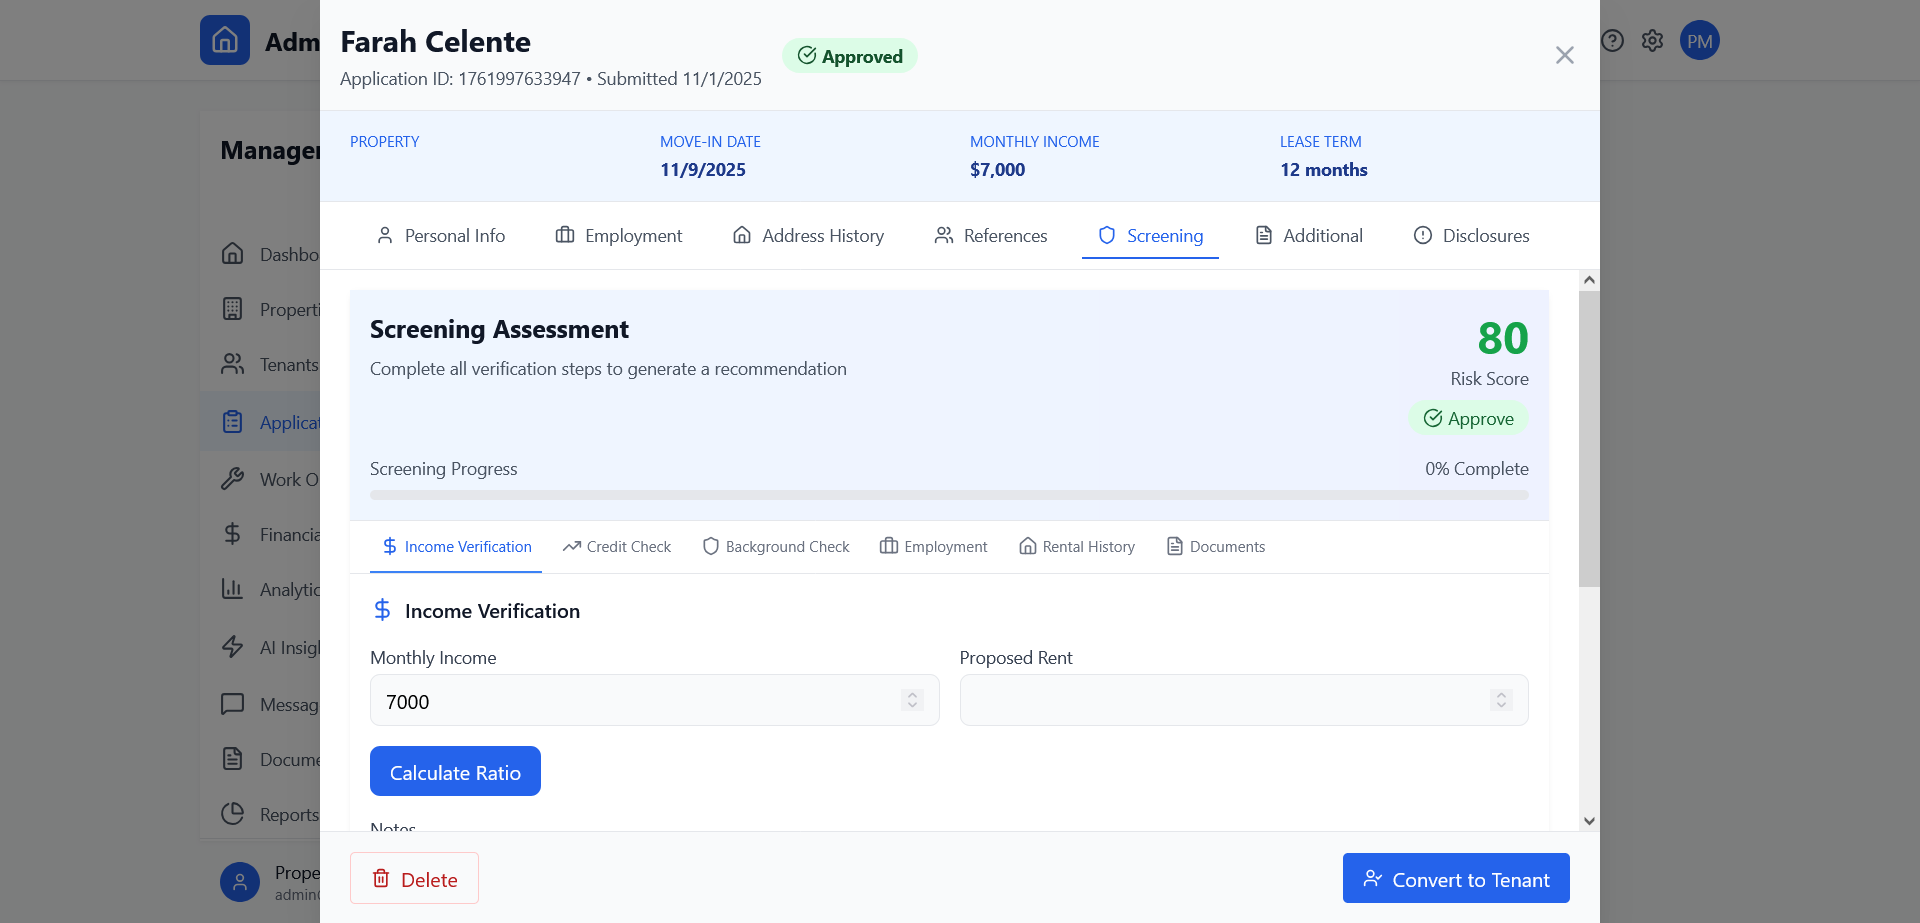 Adm
PM
Manager
Dashbo
Properti
Tenants
Applicat
Work O
Financia
Analytic
AI Insigh
Messag
Docume
Reports
Prope
admin@
Farah Celente
Application ID: 1761997633947 • Submitted 11/1/2025
Approved
PROPERTY
MOVE-IN DATE
11/9/2025
MONTHLY INCOME
$7,000
LEASE TERM
12 months
Personal Info
Employment
Address History
References
Screening
Additional
Disclosures
Screening Assessment
Complete all verification steps to generate a recommendation
80
Risk Score
Approve
Screening Progress
0% Complete
Income Verification
Credit Check
Background Check
Employment
Rental History
Documents
Income Verification
Monthly Income
7000
Proposed Rent
Calculate Ratio
Notes
Delete
Convert to Tenant